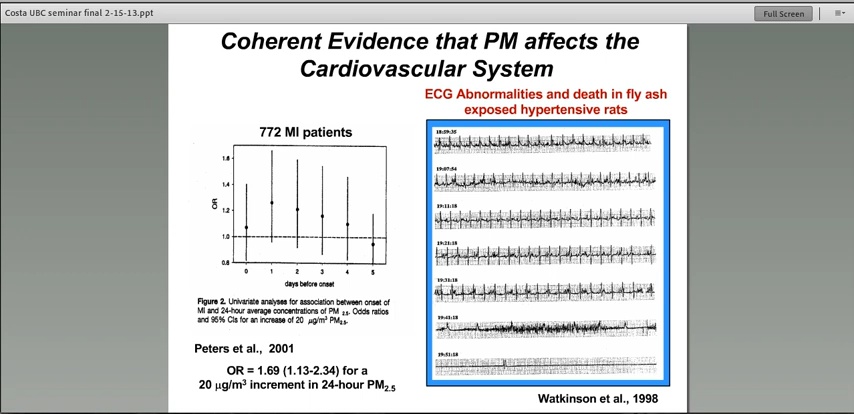 Costa UBC seminar final 2-15-13.ppt
Full Screen
Coherent Evidence that PM affects the
Cardiovascular System
ECG Abnormalities and death in fly ash
exposed hypertensive rats
772 MI patients
1.8
1.4
1.2
1.0
0.8
OR
0 1 2 3 4 5
days before onset
Figure 2. Univariate analyses for association between onset of
MI and 24-hour average concentrations of PM 2.5. Odds ratios
and 95% CIs for an increase of 20 μg/m³ PM2.5.
Peters et al., 2001
OR = 1.69 (1.13-2.34) for a
20 μg/m³ increment in 24-hour PM2.5
18:59:35
19:07:54
19:11:18
19:21:18
19:31:18
19:41:18
19:51:18
Watkinson et al., 1998